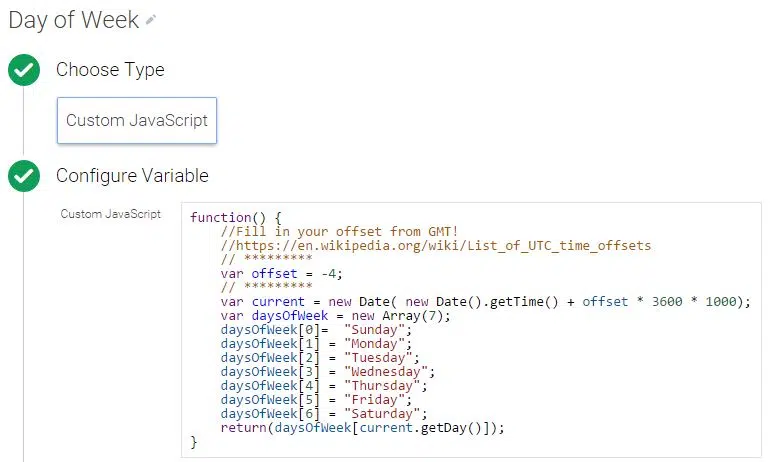 Day of Week
Choose Type
Custom JavaScript
Configure Variable
Custom JavaScript
function() {
    //Fill in your offset from GMT!
    //https://en.wikipedia.org/wiki/List_of_UTC_time_offsets
    // *********
    var offset = -4;
    // *********
    var current = new Date( new Date().getTime() + offset * 3600 * 1000);
    var daysOfWeek = new Array(7);
    daysOfWeek[0]=  "Sunday";
    daysOfWeek[1] = "Monday";
    daysOfWeek[2] = "Tuesday";
    daysOfWeek[3] = "Wednesday";
    daysOfWeek[4] = "Thursday";
    daysOfWeek[5] = "Friday";
    daysOfWeek[6] = "Saturday";
    return(daysOfWeek[current.getDay()]);
}